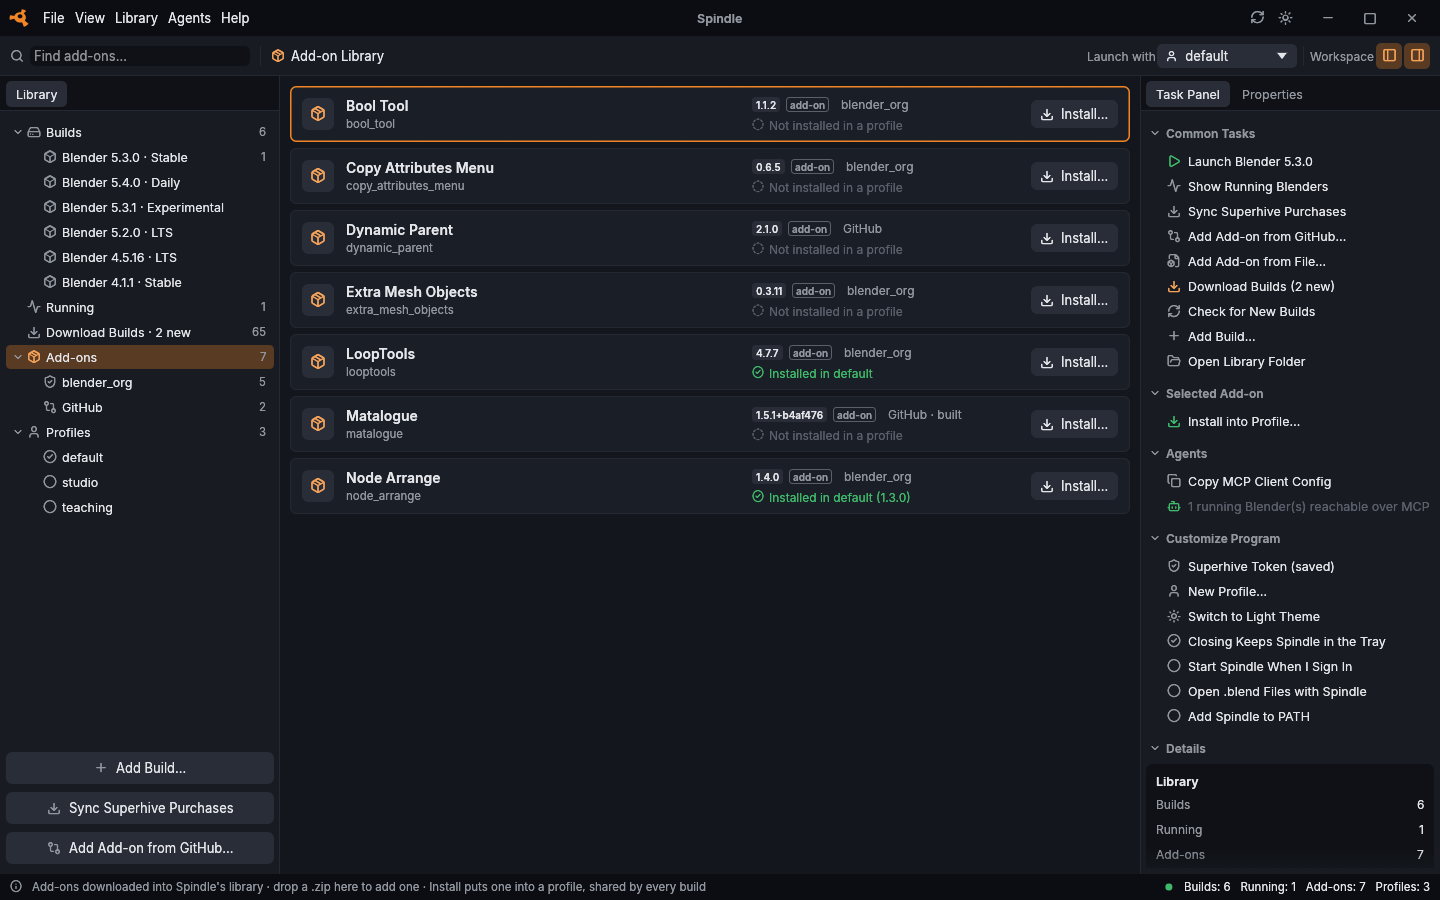 File View Library Agents Help
Spindle
Find add-ons...
Add-on Library
Launch with
default
Workspace
Library
Builds 6
Blender 5.3.0 · Stable 1
Blender 5.4.0 · Daily
Blender 5.3.1 · Experimental
Blender 5.2.0 · LTS
Blender 4.5.16 · LTS
Blender 4.1.1 · Stable
Running 1
Download Builds · 2 new 65
Add-ons 7
blender_org 5
GitHub 2
Profiles 3
default
studio
teaching
Add Build...
Sync Superhive Purchases
Add Add-on from GitHub...
Bool Tool
bool_tool
1.1.2 add-on blender_org
Not installed in a profile
Install...
Copy Attributes Menu
copy_attributes_menu
0.6.5 add-on blender_org
Not installed in a profile
Install...
Dynamic Parent
dynamic_parent
2.1.0 add-on GitHub
Not installed in a profile
Install...
Extra Mesh Objects
extra_mesh_objects
0.3.11 add-on blender_org
Not installed in a profile
Install...
LoopTools
looptools
4.7.7 add-on blender_org
Installed in default
Install...
Matalogue
matalogue
1.5.1+b4af476 add-on GitHub · built
Not installed in a profile
Install...
Node Arrange
node_arrange
1.4.0 add-on blender_org
Installed in default (1.3.0)
Install...
Task Panel Properties
Common Tasks
Launch Blender 5.3.0
Show Running Blenders
Sync Superhive Purchases
Add Add-on from GitHub...
Add Add-on from File...
Download Builds (2 new)
Check for New Builds
Add Build...
Open Library Folder
Selected Add-on
Install into Profile...
Agents
Copy MCP Client Config
1 running Blender(s) reachable over MCP
Customize Program
Superhive Token (saved)
New Profile...
Switch to Light Theme
Closing Keeps Spindle in the Tray
Start Spindle When I Sign In
Open .blend Files with Spindle
Add Spindle to PATH
Details
Library
Builds 6
Running 1
Add-ons 7
Add-ons downloaded into Spindle's library · drop a .zip here to add one · Install puts one into a profile, shared by every build
Builds: 6 Running: 1 Add-ons: 7 Profiles: 3